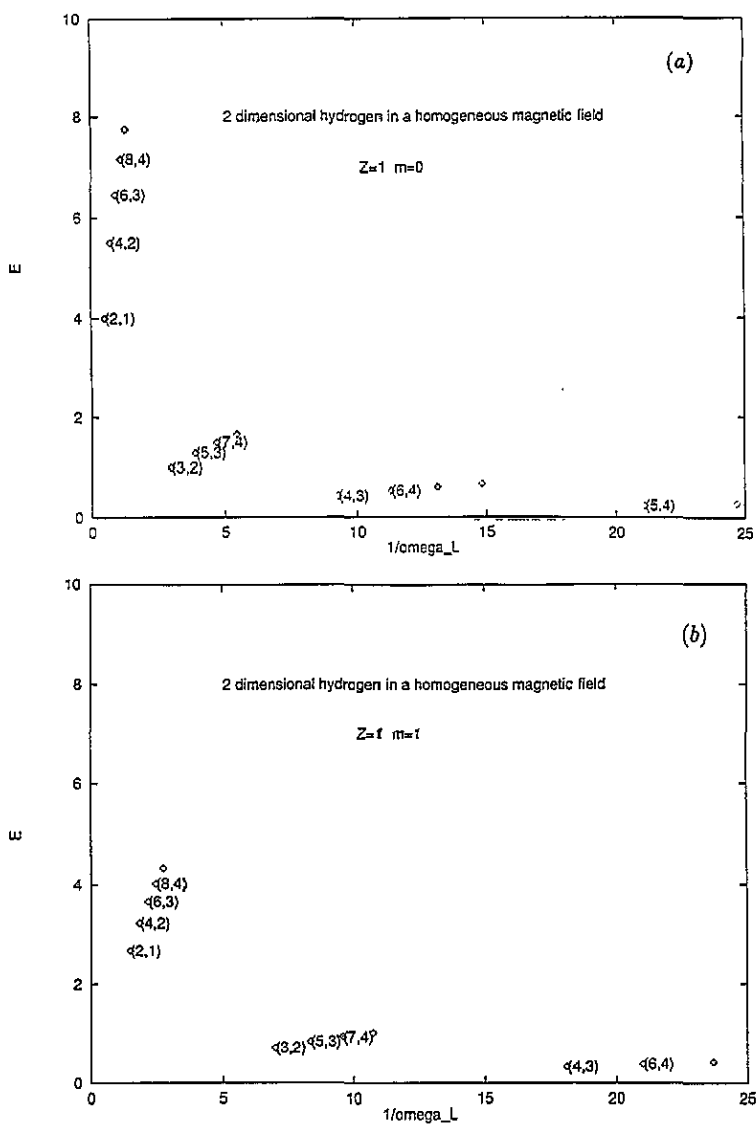 (a)
10
2 dimensional hydrogen in a homogeneous magnetic field
8
(8,4)
Z=1 m=0
(6,3)
6
(4,2)
E
4
(2,1)
2
(7,4)
(5,3)
(3,2)
(4,3)
(6,4)
(5,4)
0
0 5 10 15 20 25
1/omega_L
10
(b)
8
2 dimensional hydrogen in a homogeneous magnetic field
Z=1 m=1
6
E
4
(8,4)
(6,3)
(4,2)
(2,1)
2
(3,2) (5,3) (7,4)
(4,3) (6,4)
0
0 5 10 15 20 25
1/omega_L